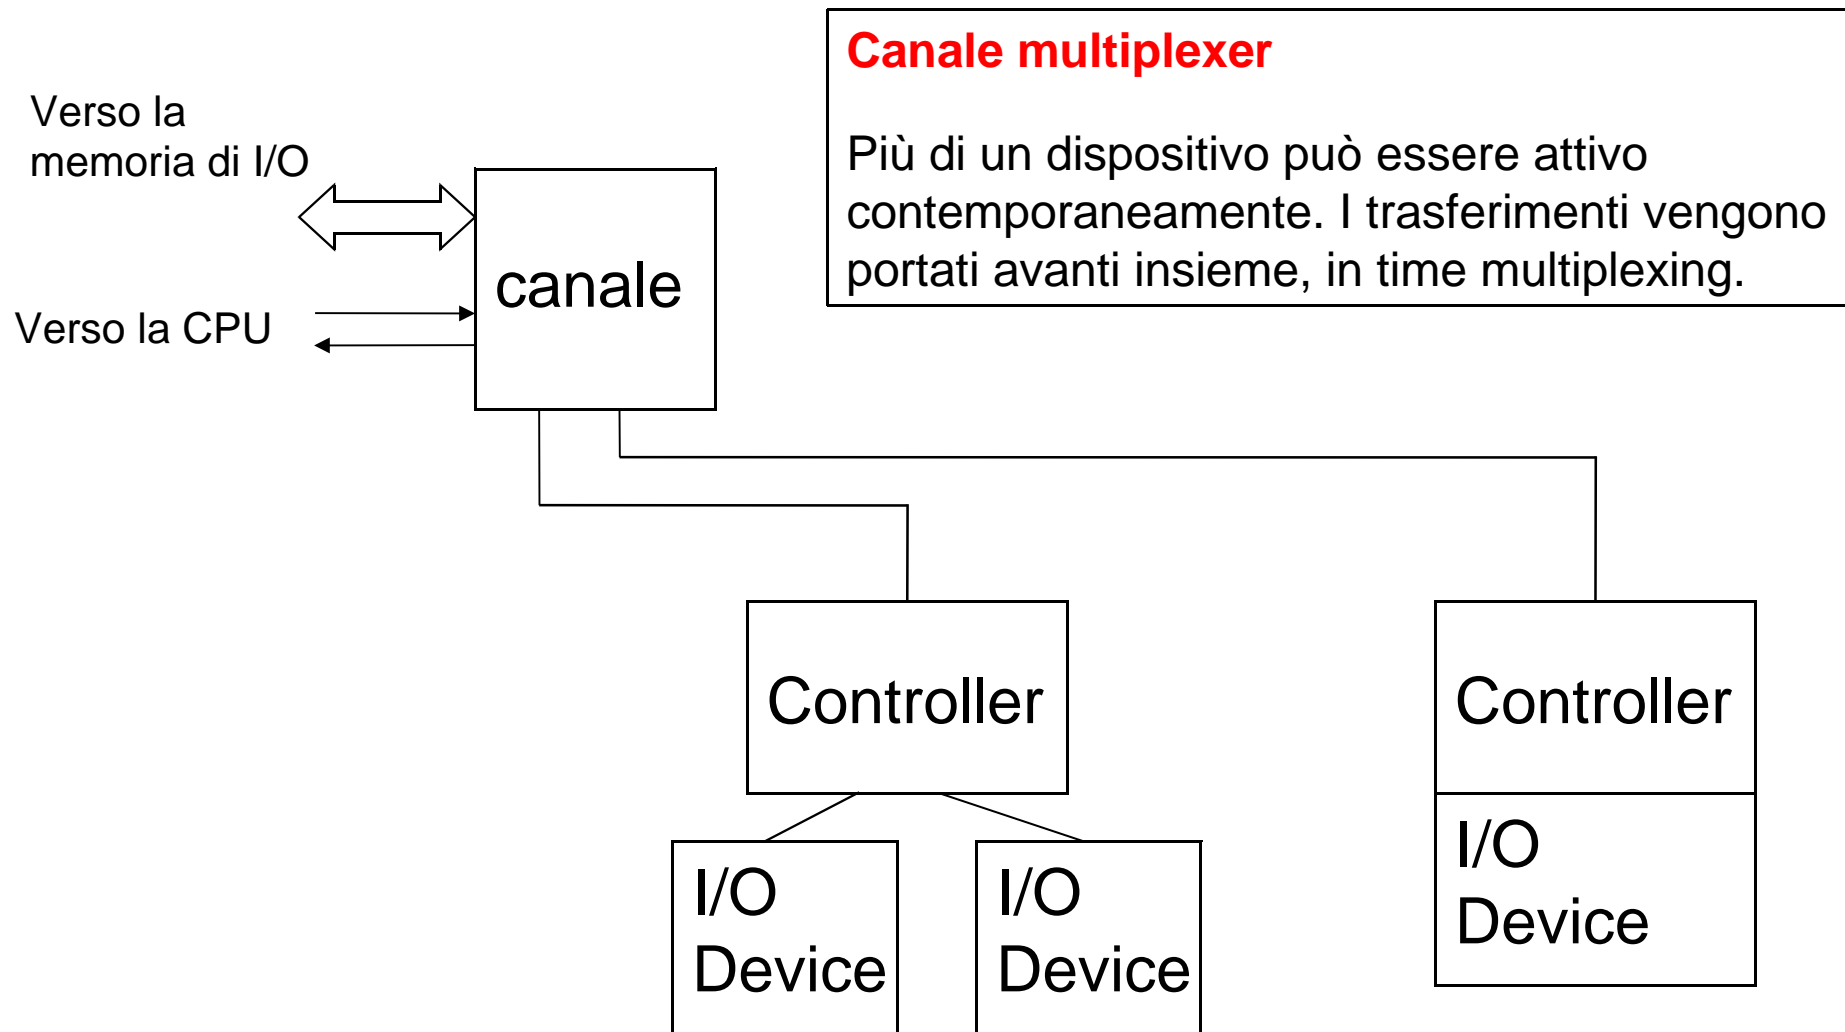 Canale multiplexer
Più di un dispositivo può essere attivo
contemporaneamente. I trasferimenti vengono
portati avanti insieme, in time multiplexing.
Verso la
memoria di I/O
canale
Verso la CPU
Controller
Controller
I/O
Device
I/O
Device
I/O
Device